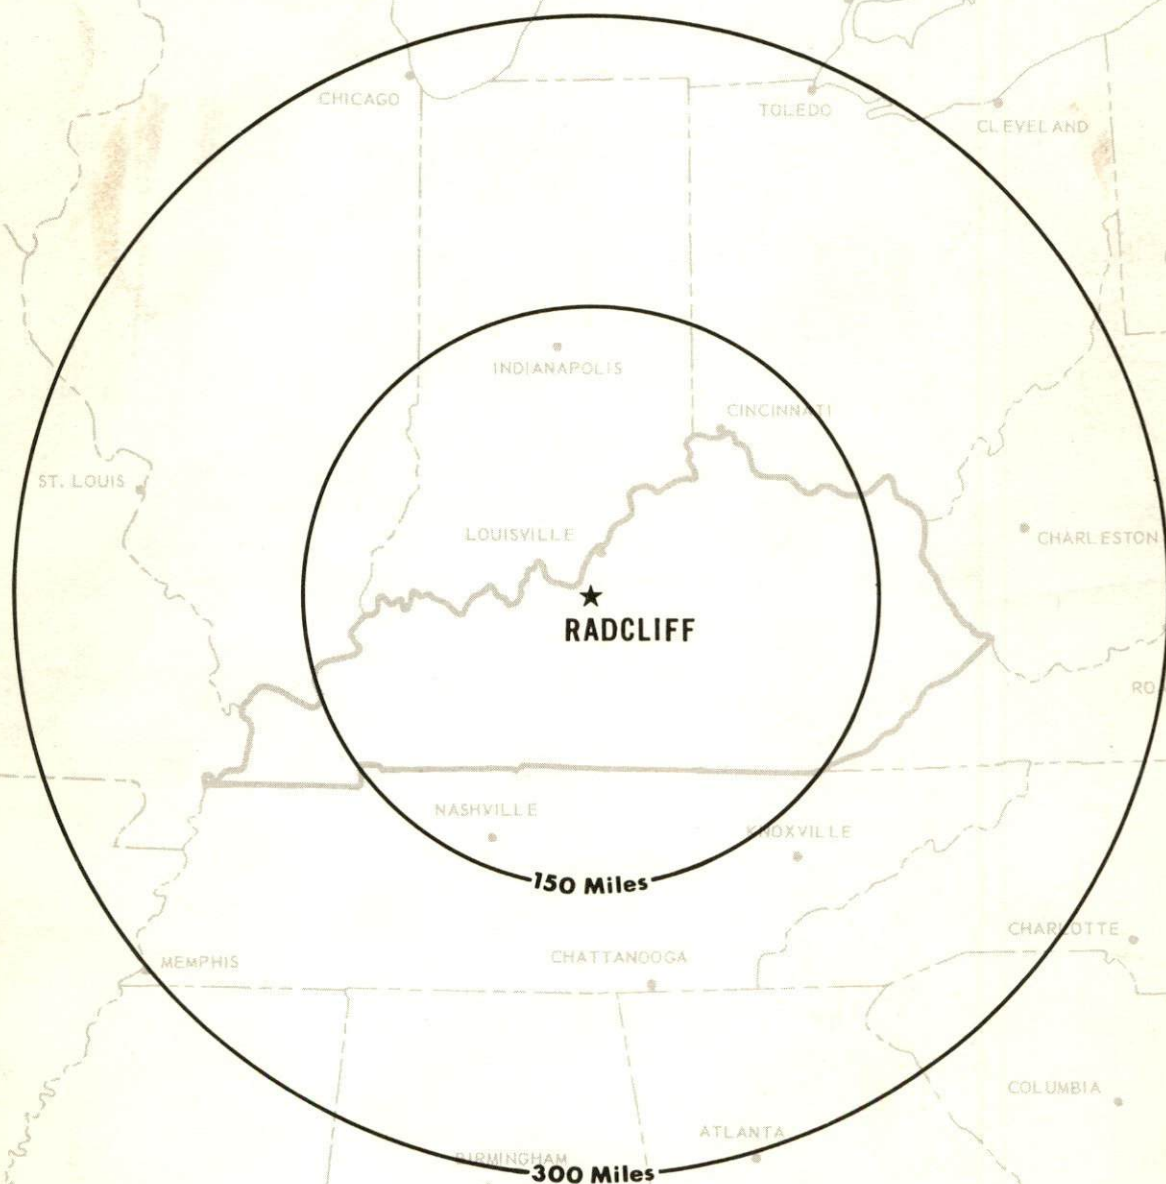 CHICAGO
TOLEDO
CLEVELAND
INDIANAPOLIS
CINCINNATI
ST. LOUIS
LOUISVILLE
CHARLESTON
RADCLIFF
NASHVILLE
KNOXVILLE
150 Miles
CHARLOTTE
CHATTANOOGA
MEMPHIS
COLUMBIA
ATLANTA
BIRMINGHAM
300 Miles